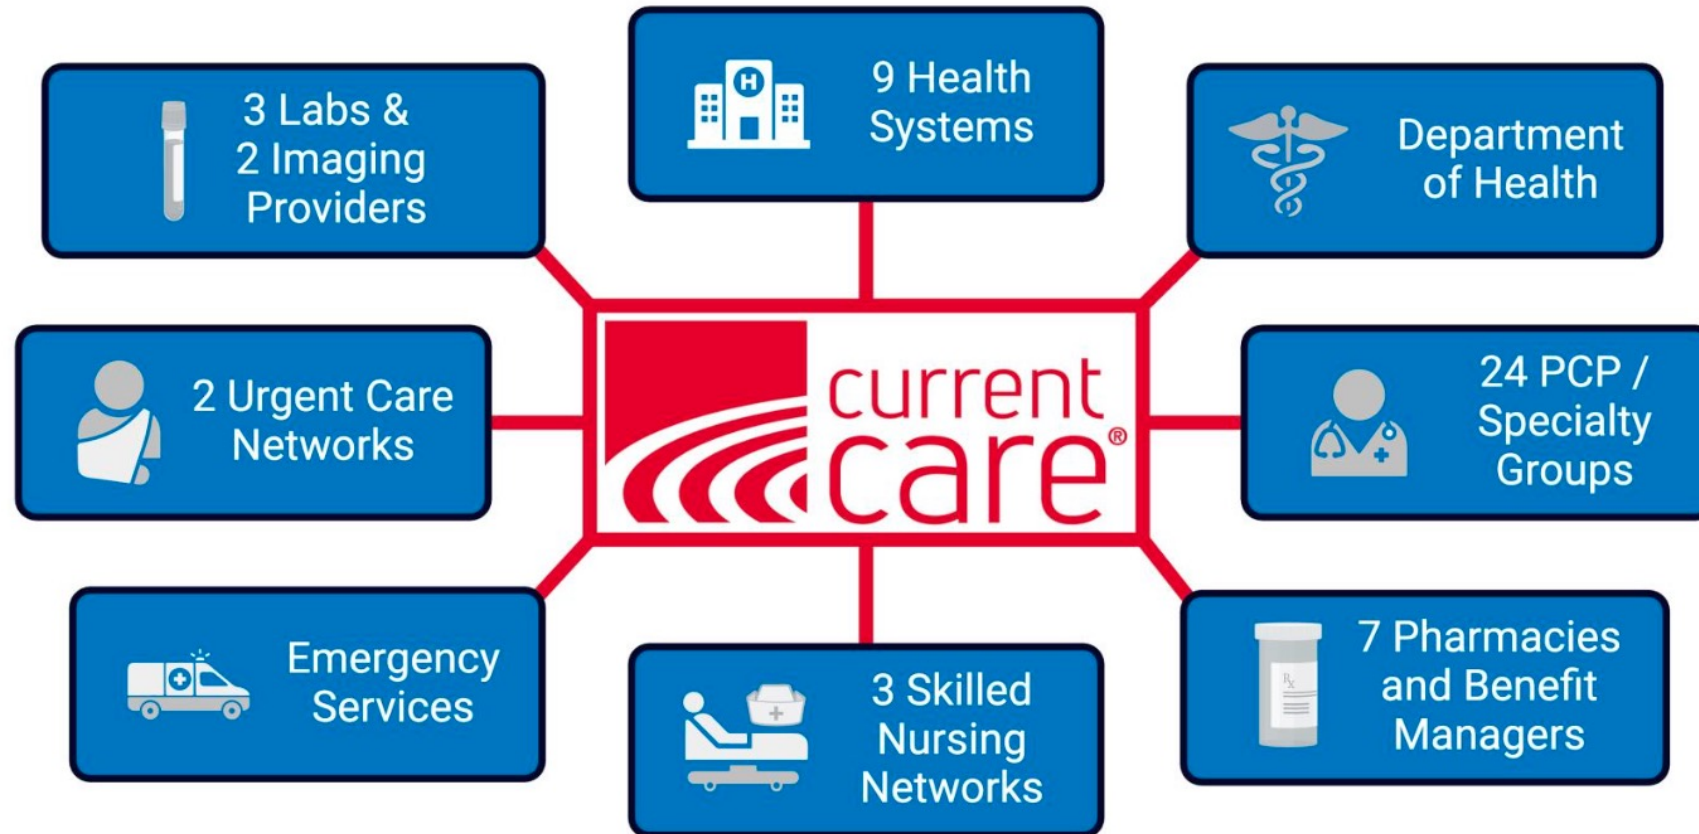 9 Health
Systems
3 Labs &
2 Imaging
Providers
Department
of Health
2 Urgent Care
Networks
current
care®
24 PCP /
Specialty
Groups
Emergency
Services
3 Skilled
Nursing
Networks
7 Pharmacies
and Benefit
Managers
H
Rx